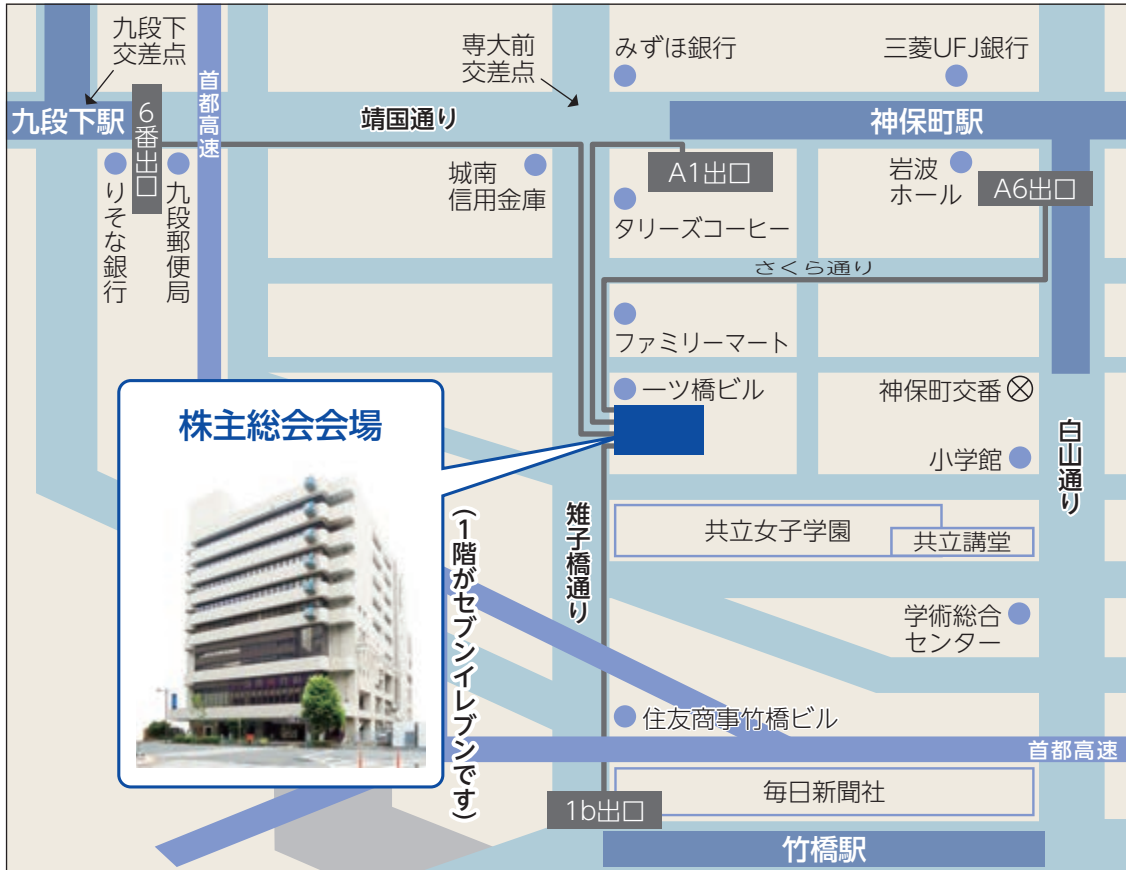 九段下
交差点
専大前
交差点
みずほ銀行
三菱UFJ銀行
首都高速
九段下駅
6番出口
靖国通り
神保町駅
りそな銀行
九段郵便局
城南
信用金庫
A1出口
岩波
ホール
A6出口
タリーズコーヒー
さくら通り
ファミリーマート
一ツ橋ビル
神保町交番
株主総会会場
白山通り
小学館
(1階がセブンイレブンです)
雉子橋通り
共立女子学園
共立講堂
学術総合
センター
住友商事竹橋ビル
首都高速
毎日新聞社
1b出口
竹橋駅